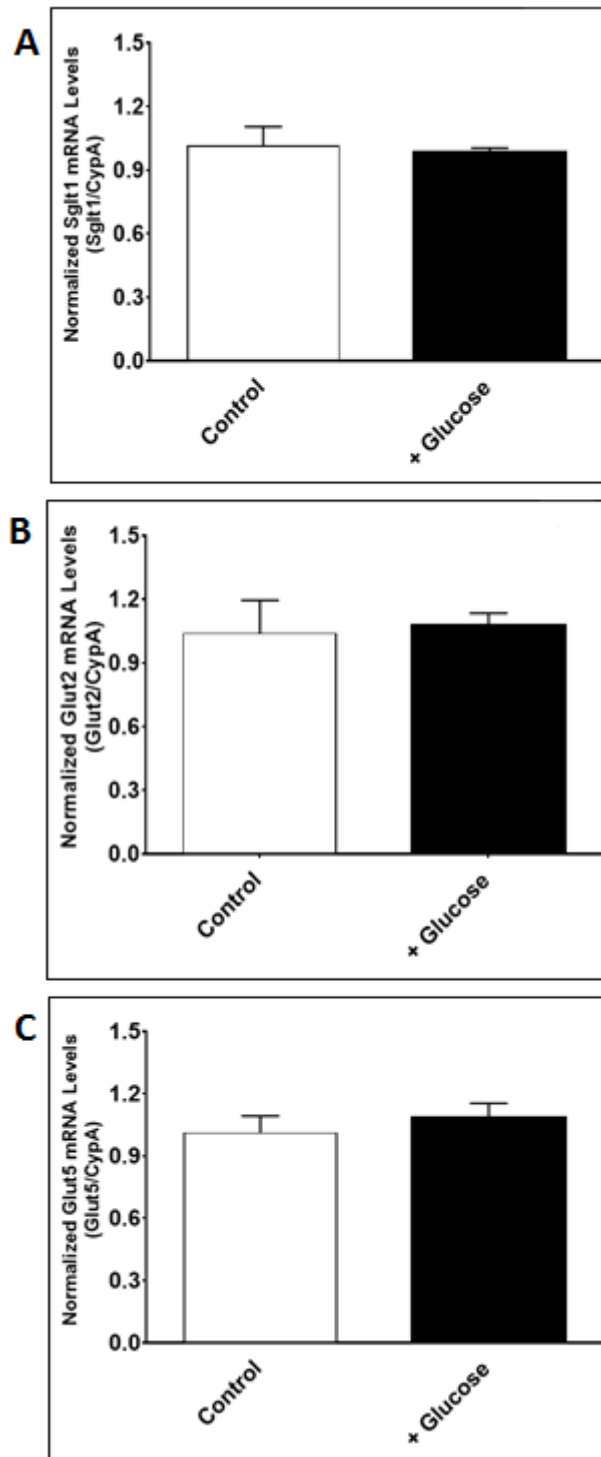 A
Normalized Sglt1 mRNA Levels
(Sglt1/CypA)
1.5
1.2
0.9
0.6
0.3
0.0
Control
+ Glucose
B
Normalized Glut2 mRNA Levels
(Glut2/CypA)
1.5
1.2
0.9
0.6
0.3
0.0
Control
+ Glucose
C
Normalized Glut5 mRNA Levels
(Glut5/CypA)
1.5
1.2
0.9
0.6
0.3
0.0
Control
+ Glucose